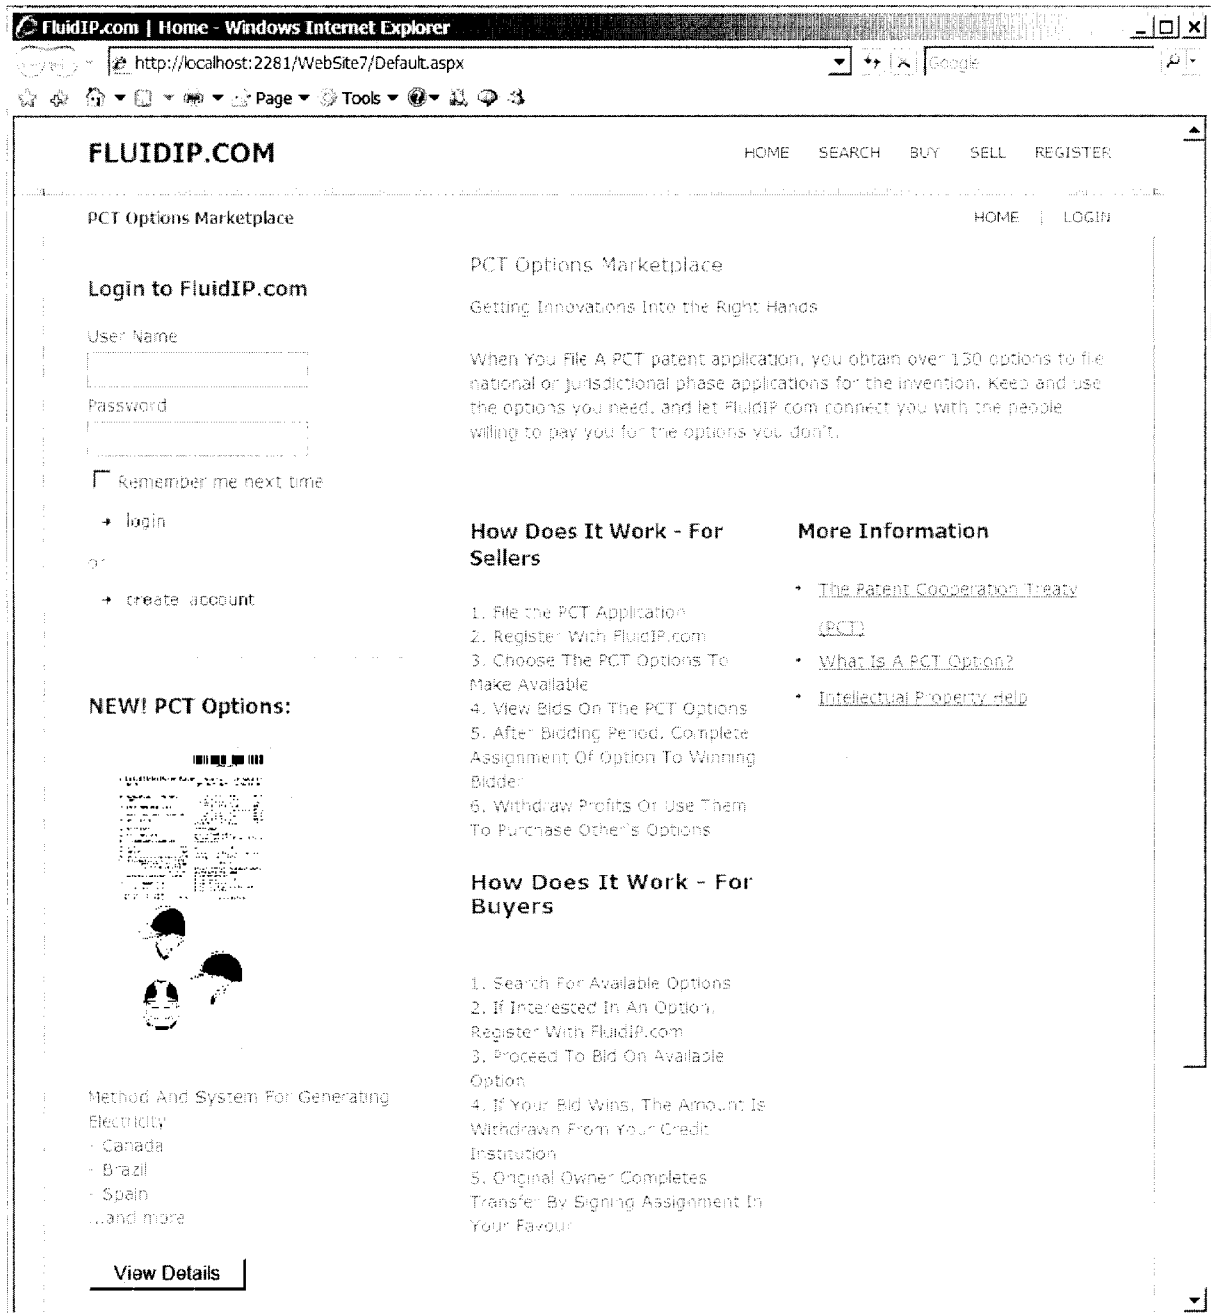 FluidIP.com | Home - Windows Internet Explorer
http://localhost:2281/WebSite7/Default.aspx
Google
Page Tools
FLUIDIP.COM
HOME SEARCH BUY SELL REGISTER
PCT Options Marketplace
HOME | LOGIN
Login to FluidIP.com
User Name
Password
Remember me next time
login
or
create account
NEW! PCT Options:
Method And System For Generating
Electricity
- Canada
- Brazil
- Spain
...and more
View Details
PCT Options Marketplace
Getting Innovations Into the Right Hands
When You File A PCT patent application, you obtain over 130 options to file
national or jurisdictional phase applications for the invention. Keep and use
the options you need, and let FluidIP.com connect you with the people
willing to pay you for the options you don't.
How Does It Work - For
Sellers
1. File the PCT Application
2. Register With FluidIP.com
3. Choose The PCT Options To
Make Available
4. View Bids On The PCT Options
5. After Bidding Period, Complete
Assignment Of Option To Winning
Bidder
6. Withdraw Profits Or Use Them
To Purchase Other's Options
How Does It Work - For
Buyers
1. Search For Available Options
2. If Interested In An Option,
Register With FluidIP.com
3. Proceed To Bid On Available
Option
4. If Your Bid Wins, The Amount Is
Withdrawn From Your Credit
Institution
5. Original Owner Completes
Transfer By Signing Assignment In
Your Favour
More Information
The Patent Cooperation Treaty
(PCT)
What Is A PCT Option?
Intellectual Property Help